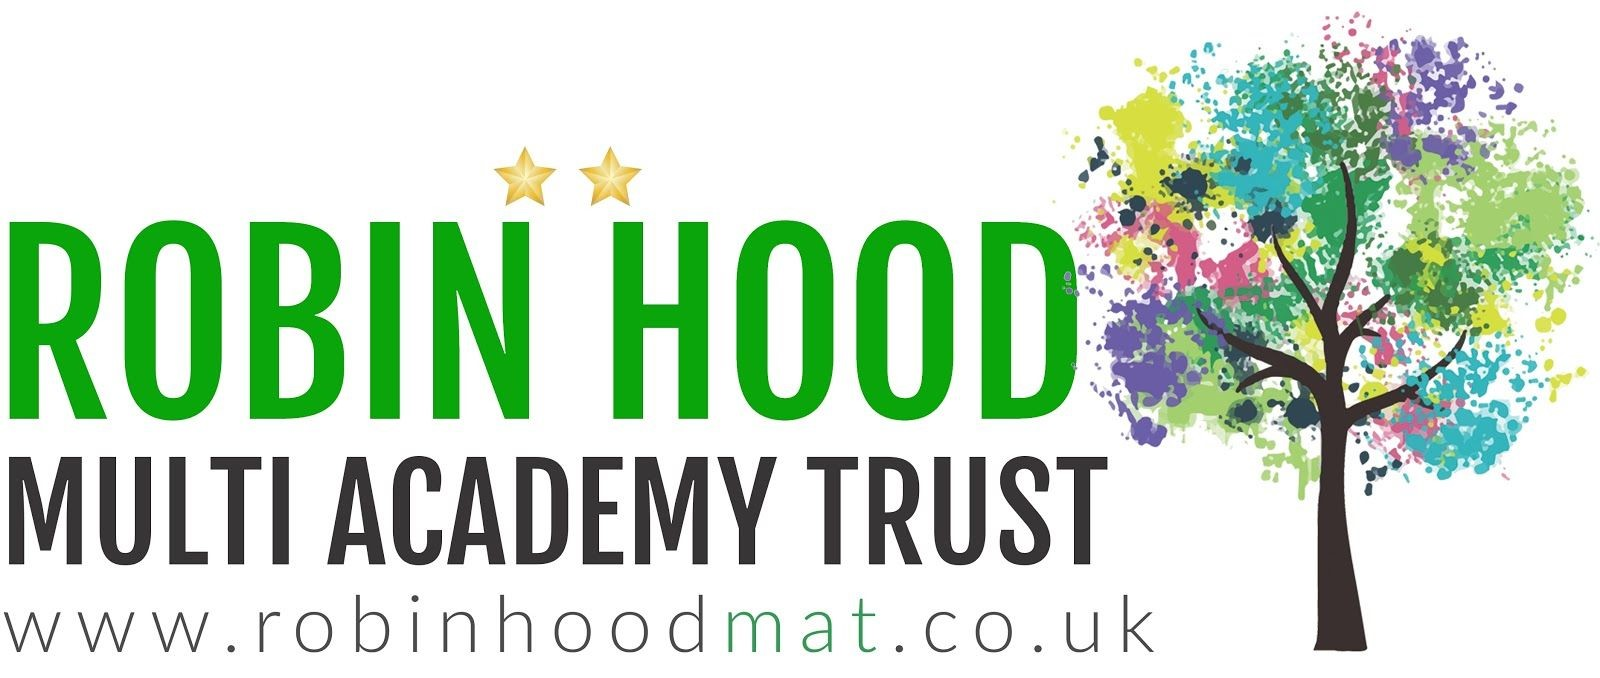 ROBIN HOOD
MULTI ACADEMY TRUST
www.robinhoodmat.co.uk